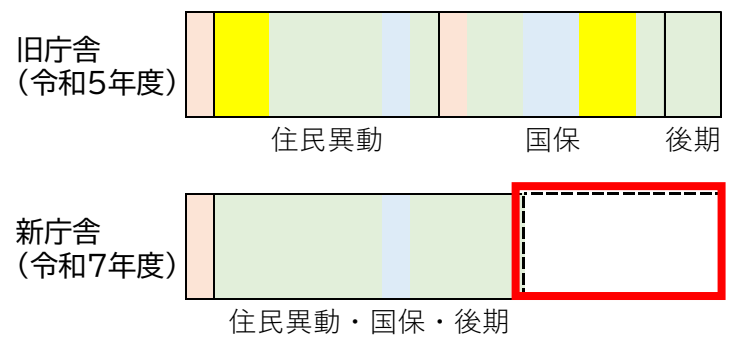 旧庁舎
(令和5年度)
住民異動
国保
後期
新庁舎
(令和7年度)
住民異動・国保・後期